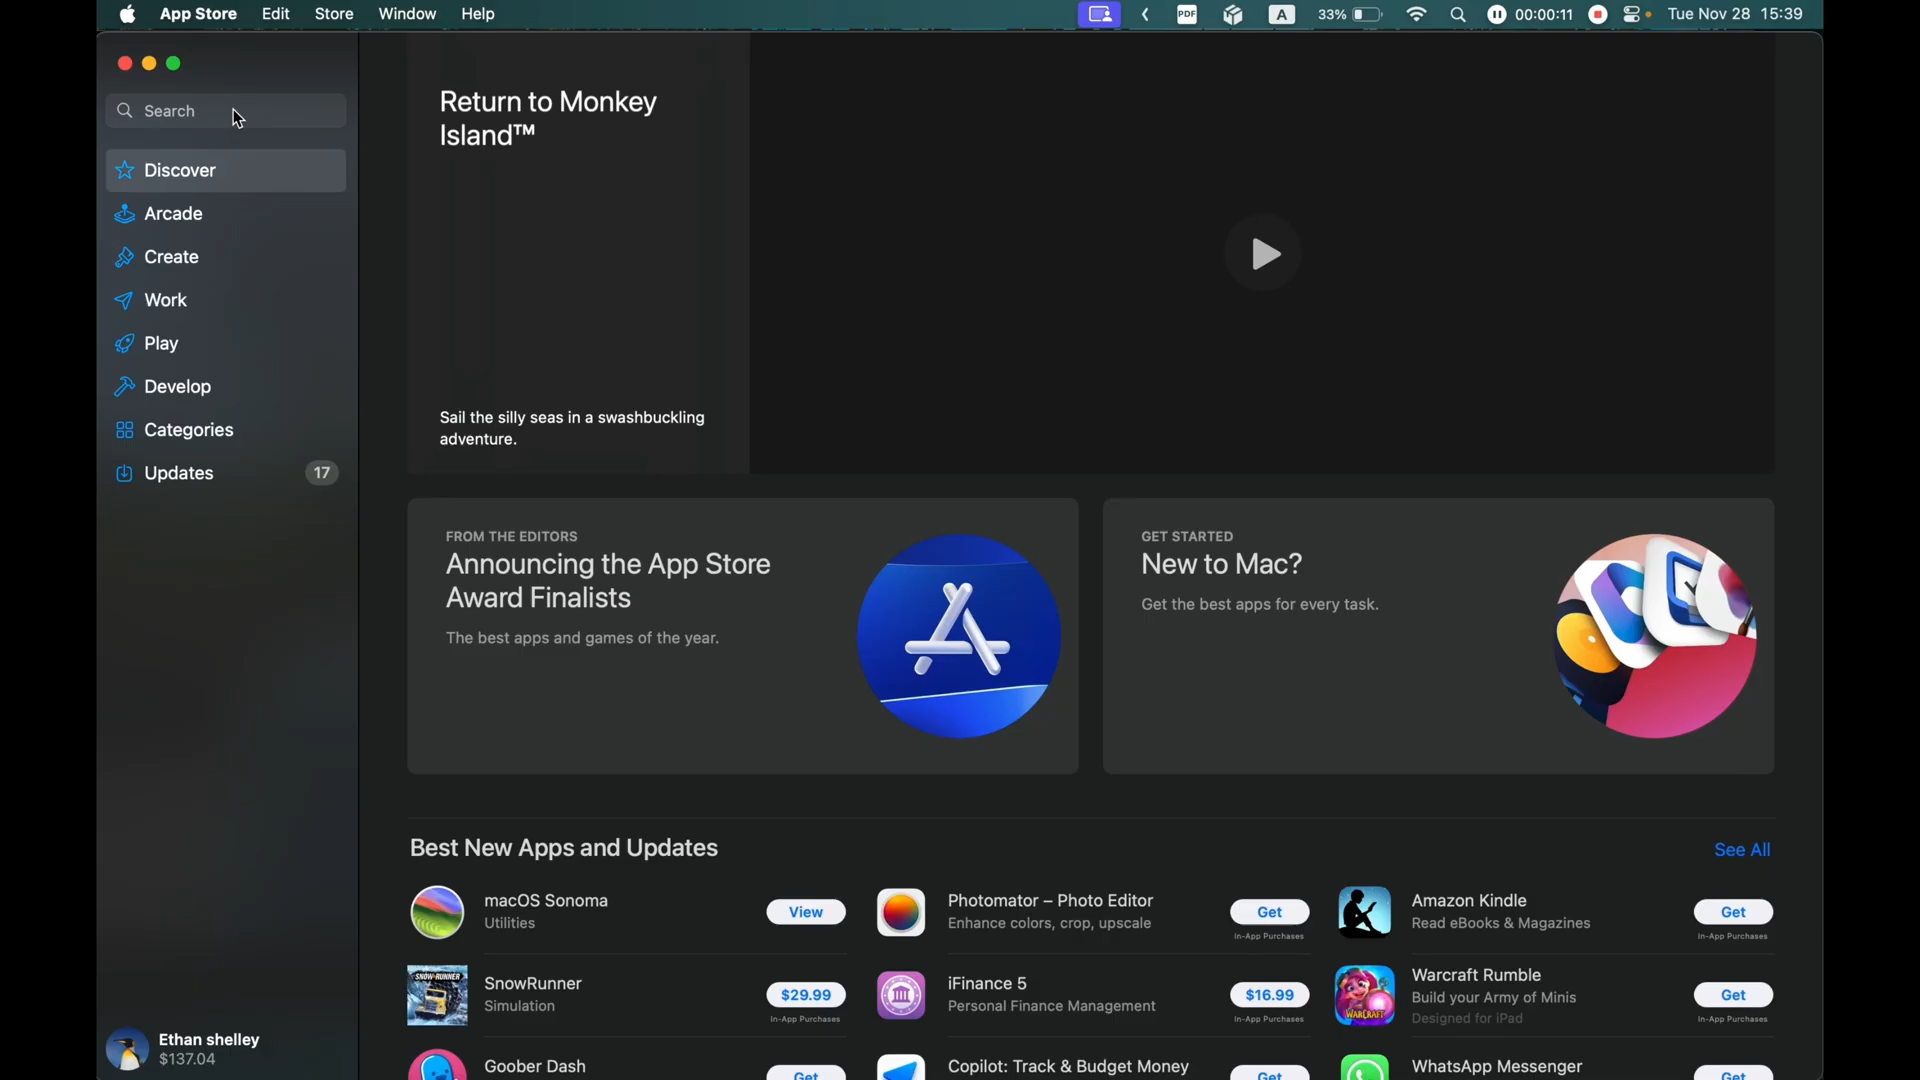 App Store Edit Store Window Help
PDF A 33% 00:00:11 Tue Nov 28 15:39
Search
Discover
Arcade
Create
Work
Play
Develop
Categories
Updates 17
Ethan shelley
$137.04
Return to Monkey
Island™
Sail the silly seas in a swashbuckling
adventure.
FROM THE EDITORS
Announcing the App Store
Award Finalists
The best apps and games of the year.
GET STARTED
New to Mac?
Get the best apps for every task.
Best New Apps and Updates See All
macOS Sonoma
Utilities
View
Photomator – Photo Editor
Enhance colors, crop, upscale
Get
In-App Purchases
Amazon Kindle
Read eBooks & Magazines
Get
In-App Purchases
SNOW-RUNNER
SnowRunner
Simulation
$29.99
In-App Purchases
iFinance 5
Personal Finance Management
$16.99
In-App Purchases
WARCRAFT
Warcraft Rumble
Build your Army of Minis
Designed for iPad
Get
In-App Purchases
Goober Dash
Get
Copilot: Track & Budget Money
Get
WhatsApp Messenger
Get